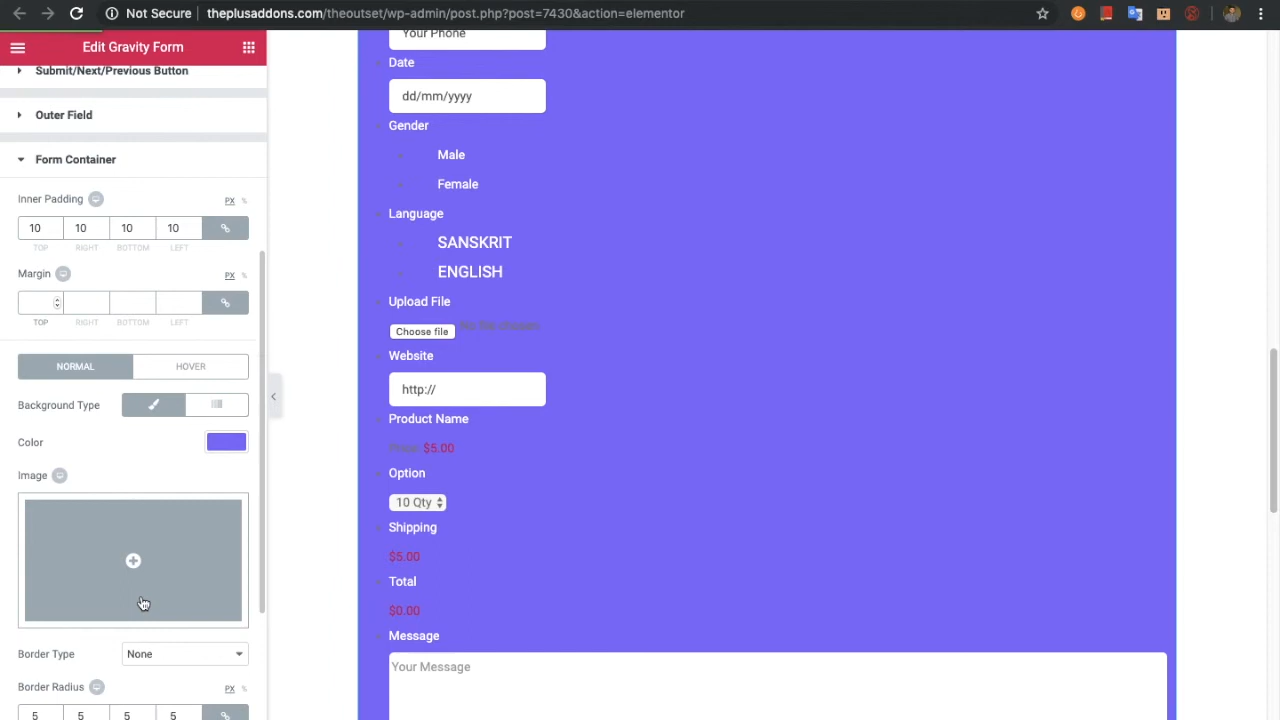 Not Secure theplusaddons.com/theoutset/wp-admin/post.php?post=7430&action=elementor
Edit Gravity Form
Submit/Next/Previous Button
Outer Field
Form Container
Inner Padding PX %
10 10 10 10
TOP RIGHT BOTTOM LEFT
Margin PX %
TOP RIGHT BOTTOM LEFT
NORMAL HOVER
Background Type
Color
Image
Border Type None
Border Radius PX %
5 5 5 5
Your Phone
Date
dd/mm/yyyy
Gender
Male
Female
Language
SANSKRIT
ENGLISH
Upload File
Choose file No file chosen
Website
http://
Product Name
Price: $5.00
Option
10 Qty
Shipping
$5.00
Total
$0.00
Message
Your Message